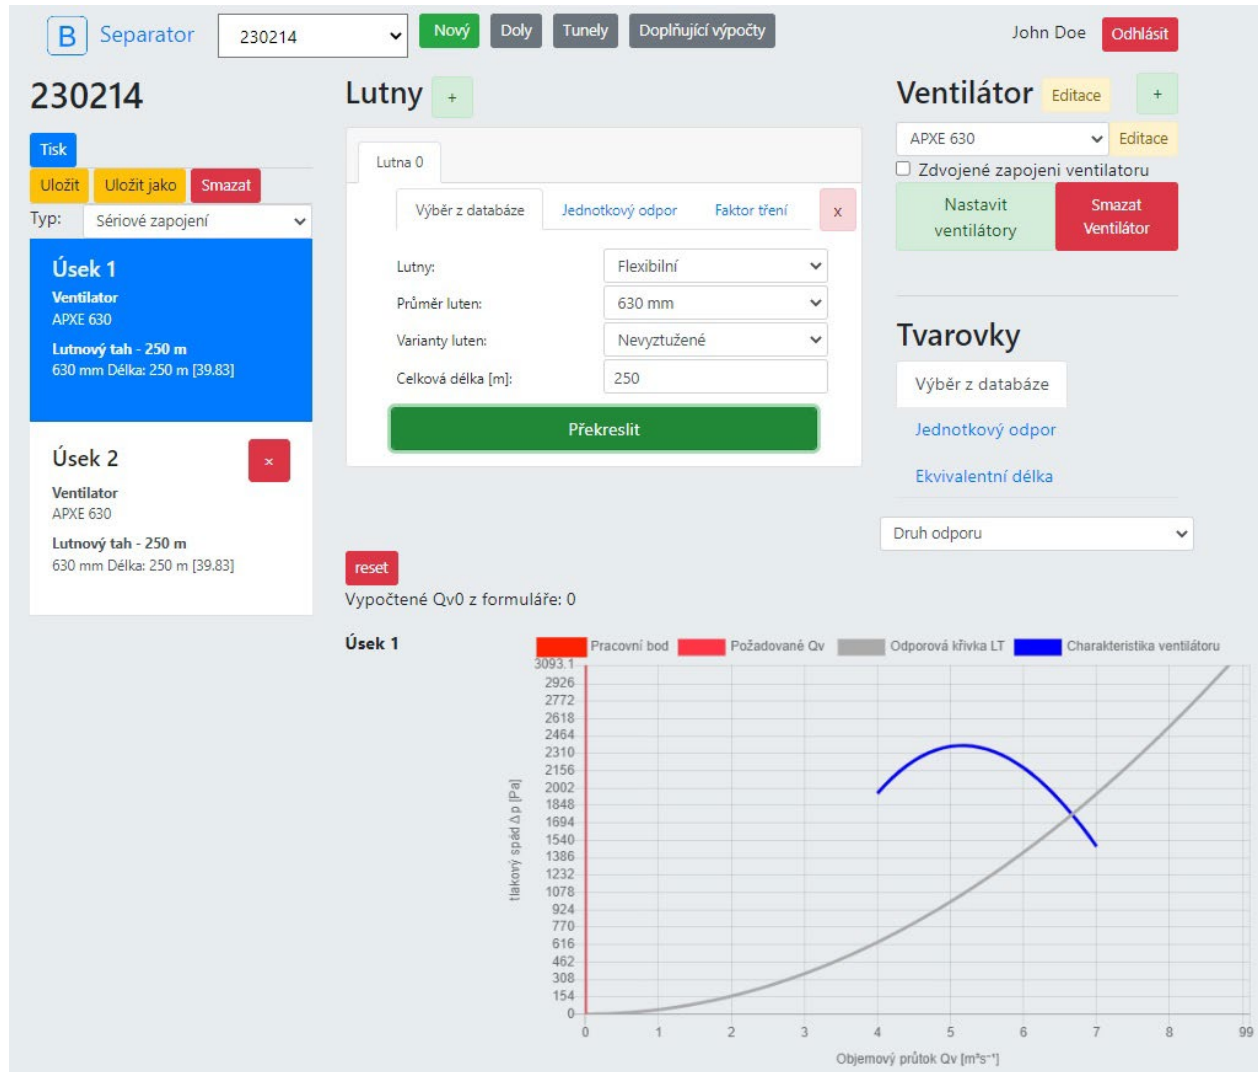 B Separator 230214 Nový Doly Tunely Doplňující výpočty John Doe Odhlásit
230214
Tisk
Uložit Uložit jako Smazat
Typ: Sériové zapojení
Úsek 1
Ventilator
APXE 630
Lutnový tah - 250 m
630 mm Délka: 250 m [39.83]
Úsek 2 ×
Ventilator
APXE 630
Lutnový tah - 250 m
630 mm Délka: 250 m [39.83]
Lutny +
Lutna 0
Výběr z databáze Jednotkový odpor Faktor tření x
Lutny: Flexibilní
Průměr luten: 630 mm
Varianty luten: Nevyztužené
Celková délka [m]: 250
Překreslit
Ventilátor Editace +
APXE 630 Editace
Zdvojené zapojeni ventilatoru
Nastavit
ventilátory
Smazat
Ventilátor
Tvarovky
Výběr z databáze
Jednotkový odpor
Ekvivalentní délka
Druh odporu
reset
Vypočtené Qv0 z formuláře: 0
Úsek 1
Pracovní bod Požadované Qv Odporová křivka LT Charakteristika ventilátoru
3093.1
2926
2772
2618
2464
2310
2156
2002
1848
1694
1540
1386
1232
1078
924
770
616
462
308
154
0
tlakový spád Δ p [Pa]
0 1 2 3 4 5 6 7 8 99
Objemový průtok Qv [m³s⁻¹]